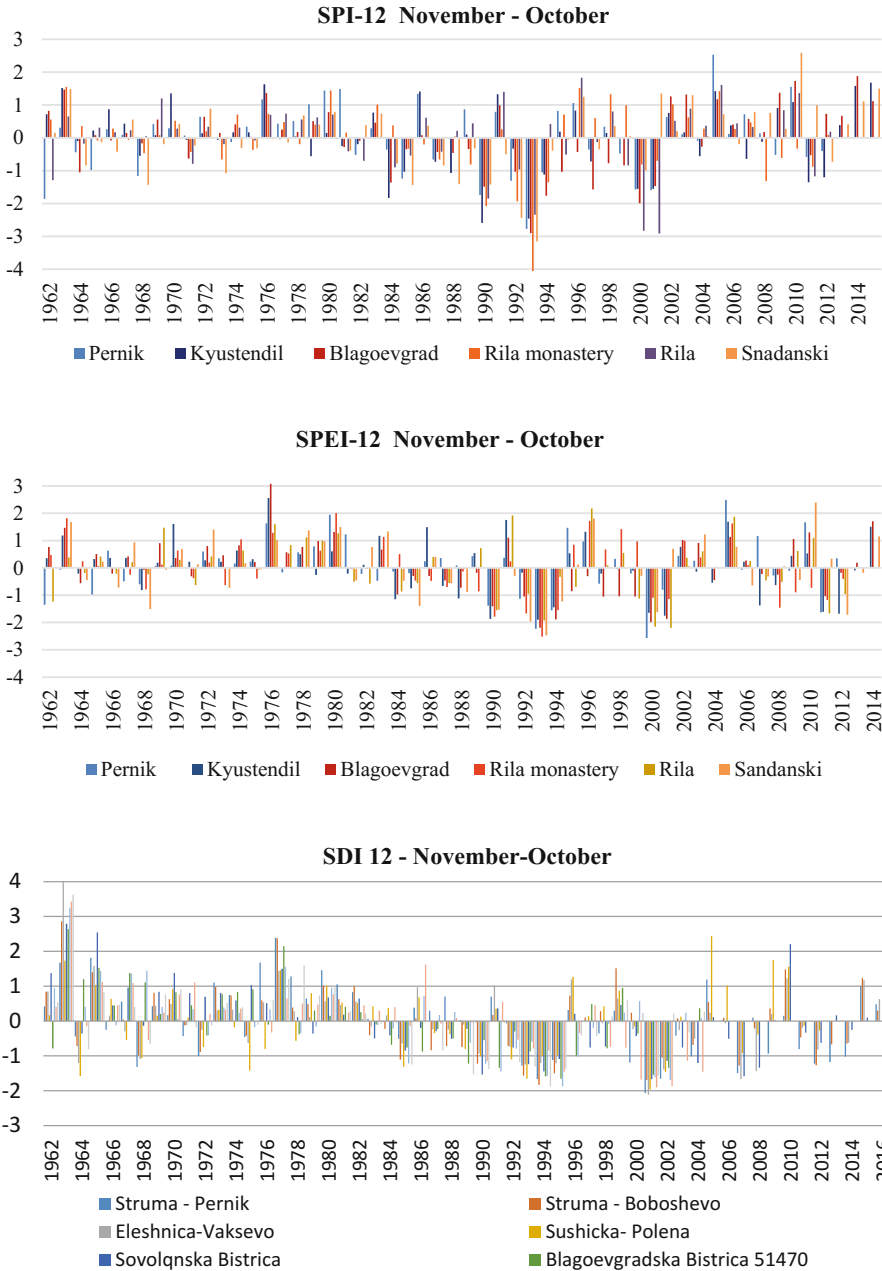 SPI-12 November - October
3
2
1
0
-1
-2
-3
-4
1962 1964 1966 1968 1970 1972 1974 1976 1978 1980 1982 1984 1986 1988 1990 1992 1994 1996 1998 2000 2002 2004 2006 2008 2010 2012 2014
Pernik Kyustendil Blagoevgrad Rila monastery Rila Snadanski
SPEI-12 November - October
3
2
1
0
-1
-2
-3
-4
1962 1964 1966 1968 1970 1972 1974 1976 1978 1980 1982 1984 1986 1988 1990 1992 1994 1996 1998 2000 2002 2004 2006 2008 2010 2012 2014
Pernik Kyustendil Blagoevgrad Rila monastery Rila Sandanski
SDI 12 - November-October
4
3
2
1
0
-1
-2
-3
1962 1964 1966 1968 1970 1972 1974 1976 1978 1980 1982 1984 1986 1988 1990 1992 1994 1996 1998 2000 2002 2004 2006 2008 2010 2012 2014 2016
Struma - Pernik Struma - Boboshevo
Eleshnica-Vaksevo Sushicka- Polena
Sovolqnska Bistrica Blagoevgradska Bistrica 51470